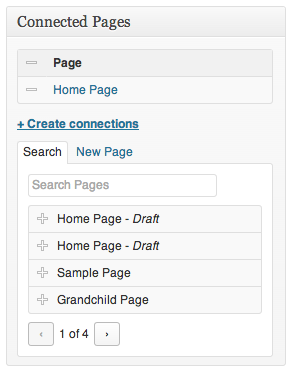 Connected Pages
Page
Home Page
+ Create connections
Search New Page
Search Pages
Home Page - Draft
Home Page - Draft
Sample Page
Grandchild Page
‹ 1 of 4 ›